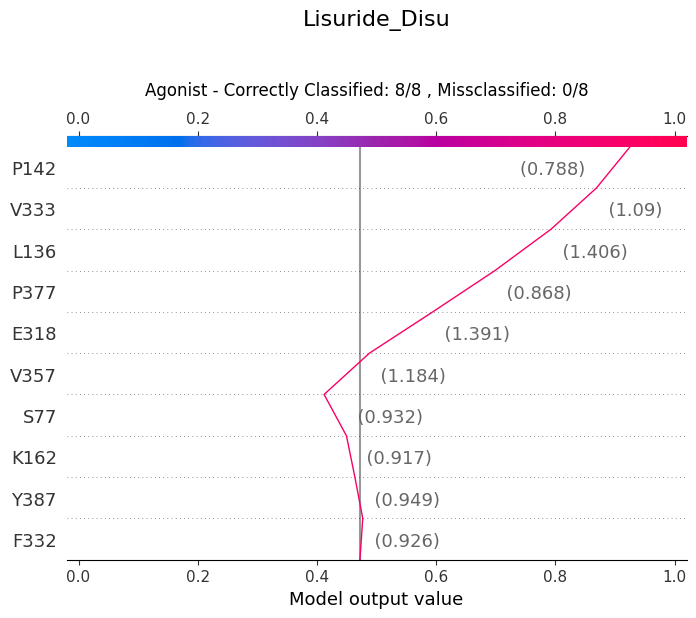 Lisuride_Disu
Agonist - Correctly Classified: 8/8 , Missclassified: 0/8
0.0 0.2 0.4 0.6 0.8 1.0
P142 (0.788)
V333 (1.09)
L136 (1.406)
P377 (0.868)
E318 (1.391)
V357 (1.184)
S77 (0.932)
K162 (0.917)
Y387 (0.949)
F332 (0.926)
0.0 0.2 0.4 0.6 0.8 1.0
Model output value